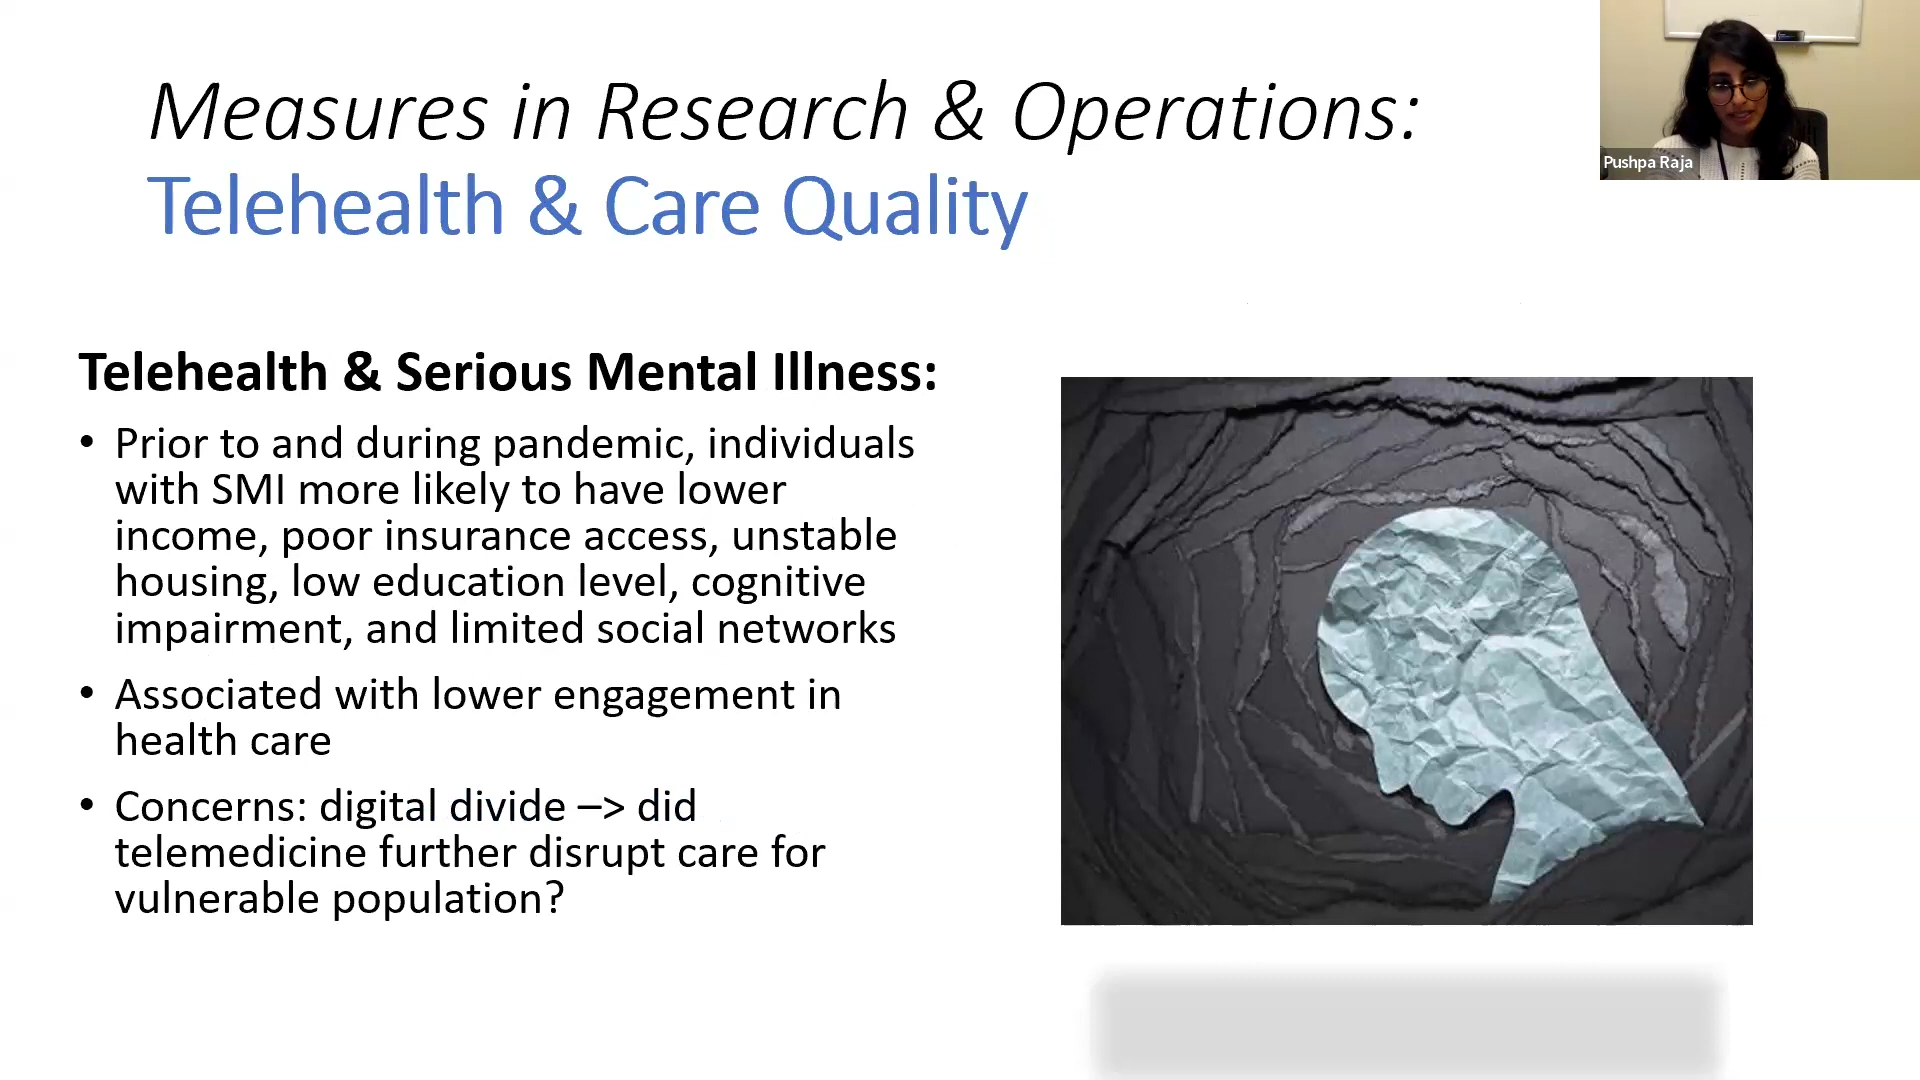 Measures in Research & Operations:
Telehealth & Care Quality
Pushpa Raja
Telehealth & Serious Mental Illness:
• Prior to and during pandemic, individuals
with SMI more likely to have lower
income, poor insurance access, unstable
housing, low education level, cognitive
impairment, and limited social networks
• Associated with lower engagement in
health care
• Concerns: digital divide –> did
telemedicine further disrupt care for
vulnerable population?